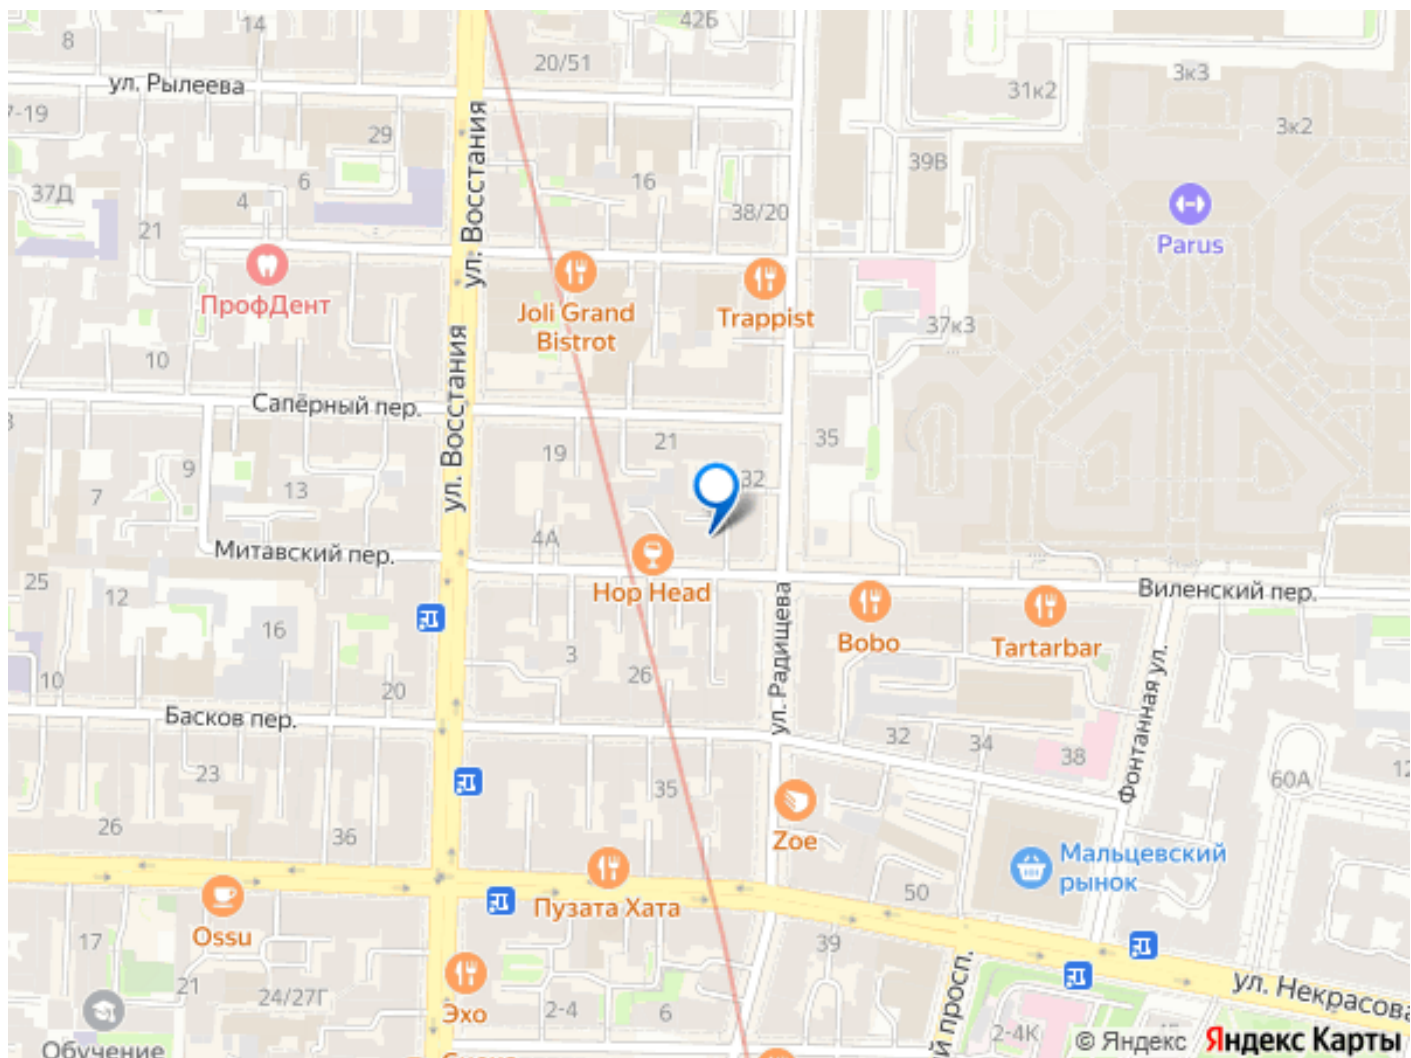 14
42Б
8
20/51
3к3
ул. Рылеева
31к2
7-19
3к2
29
ул. Восстания
39В
6
16
37Д
4
38/20
21
Parus
ПрофДент
Joli Grand
Bistrot
Trappist
37к3
10
ул. Восстания
Сапёрный пер.
35
21
19
9
32
7
13
4А
Митавский пер.
Hop Head
25
Виленский пер.
12
Bobo
Tartarbar
16
3
26
ул. Радищева
10
20
Фонтанная ул.
Басков пер.
32
34
38
23
35
60А
12
26
36
Zoe
Мальцевский
рынок
50
Пузата Хата
Ossu
17
39
ул. Некрасова
21
24/27Г
Эхо
2-4
6
й просп.
2-4К
Обучение
© Яндекс Яндекс Карты